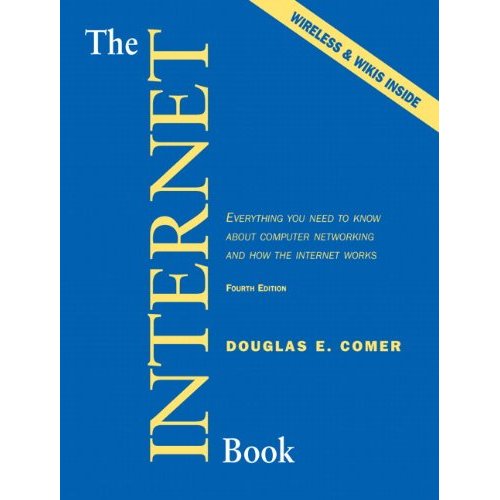 The
INTERNET
Book
WIRELESS & WIKIS INSIDE
EVERYTHING YOU NEED TO KNOW
ABOUT COMPUTER NETWORKING
AND HOW THE INTERNET WORKS
FOURTH EDITION
DOUGLAS E. COMER